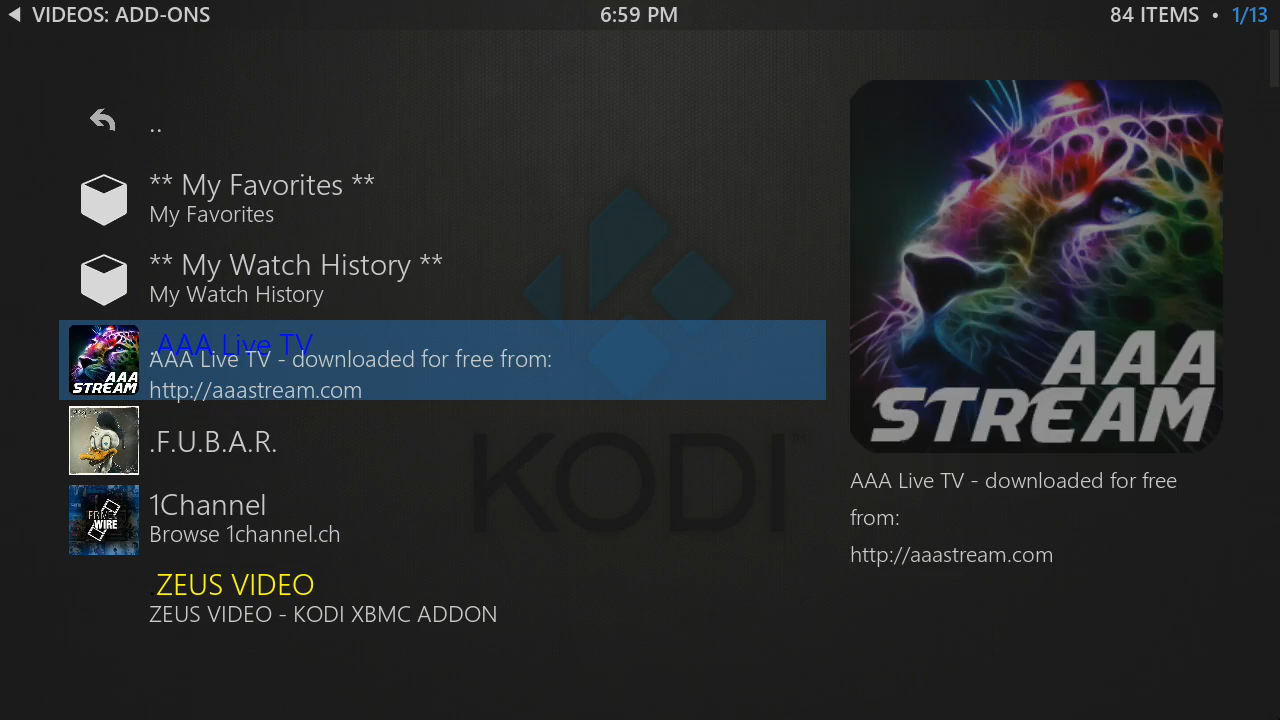 VIDEOS: ADD-ONS
6:59 PM
84 ITEMS • 1/13
..
** My Favorites **
My Favorites
** My Watch History **
My Watch History
.AAA Live TV
AAA Live TV - downloaded for free from:
http://aaastream.com
AAA
STREAM
.F.U.B.A.R.
1Channel
Browse 1channel.ch
WIRE
.ZEUS VIDEO
ZEUS VIDEO - KODI XBMC ADDON
KODI™
AAA
STREAM
AAA Live TV - downloaded for free
from:
http://aaastream.com